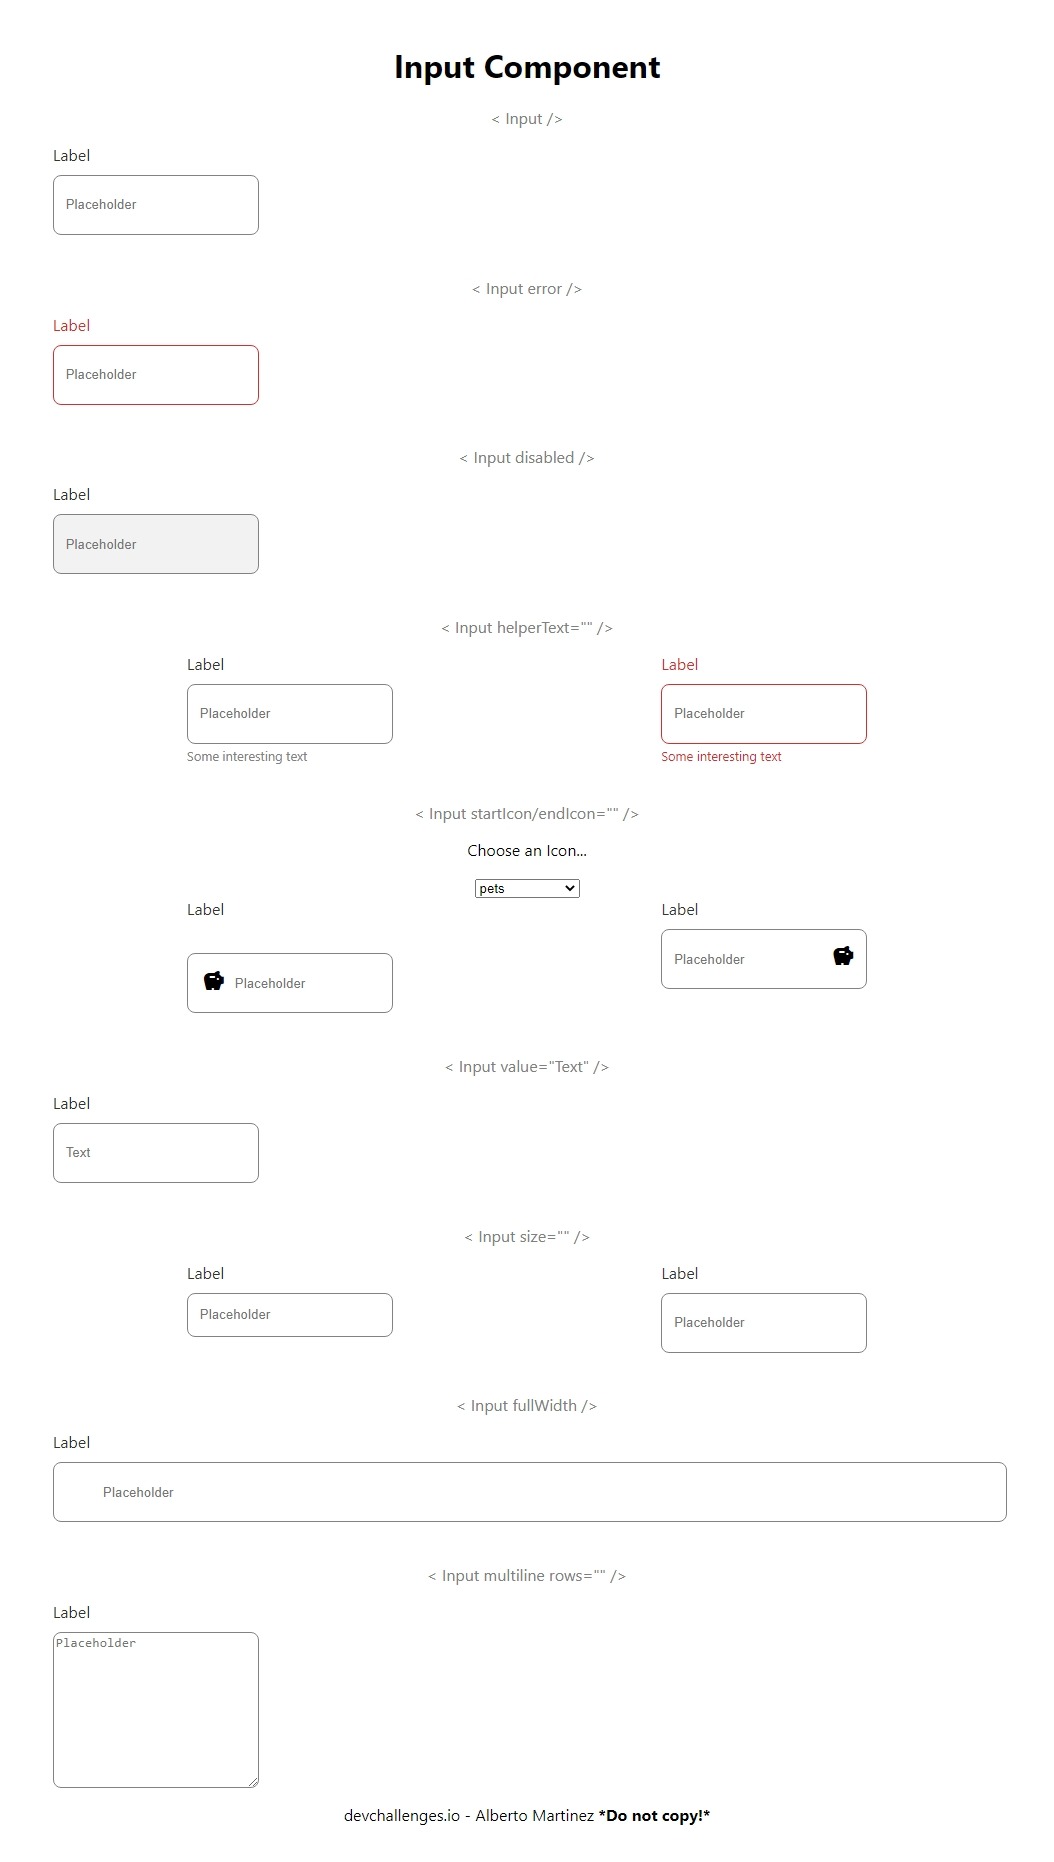 Input Component
< Input />
Label
Placeholder
< Input error />
Label
Placeholder
< Input disabled />
Label
Placeholder
< Input helperText="" />
Label
Placeholder
Some interesting text
Label
Placeholder
Some interesting text
< Input startIcon/endIcon="" />
Choose an Icon...
pets
Label
Placeholder
Label
Placeholder
< Input value="Text" />
Label
Text
< Input size="" />
Label
Placeholder
Label
Placeholder
< Input fullWidth />
Label
Placeholder
< Input multiline rows="" />
Label
Placeholder
devchallenges.io - Alberto Martinez *Do not copy!*